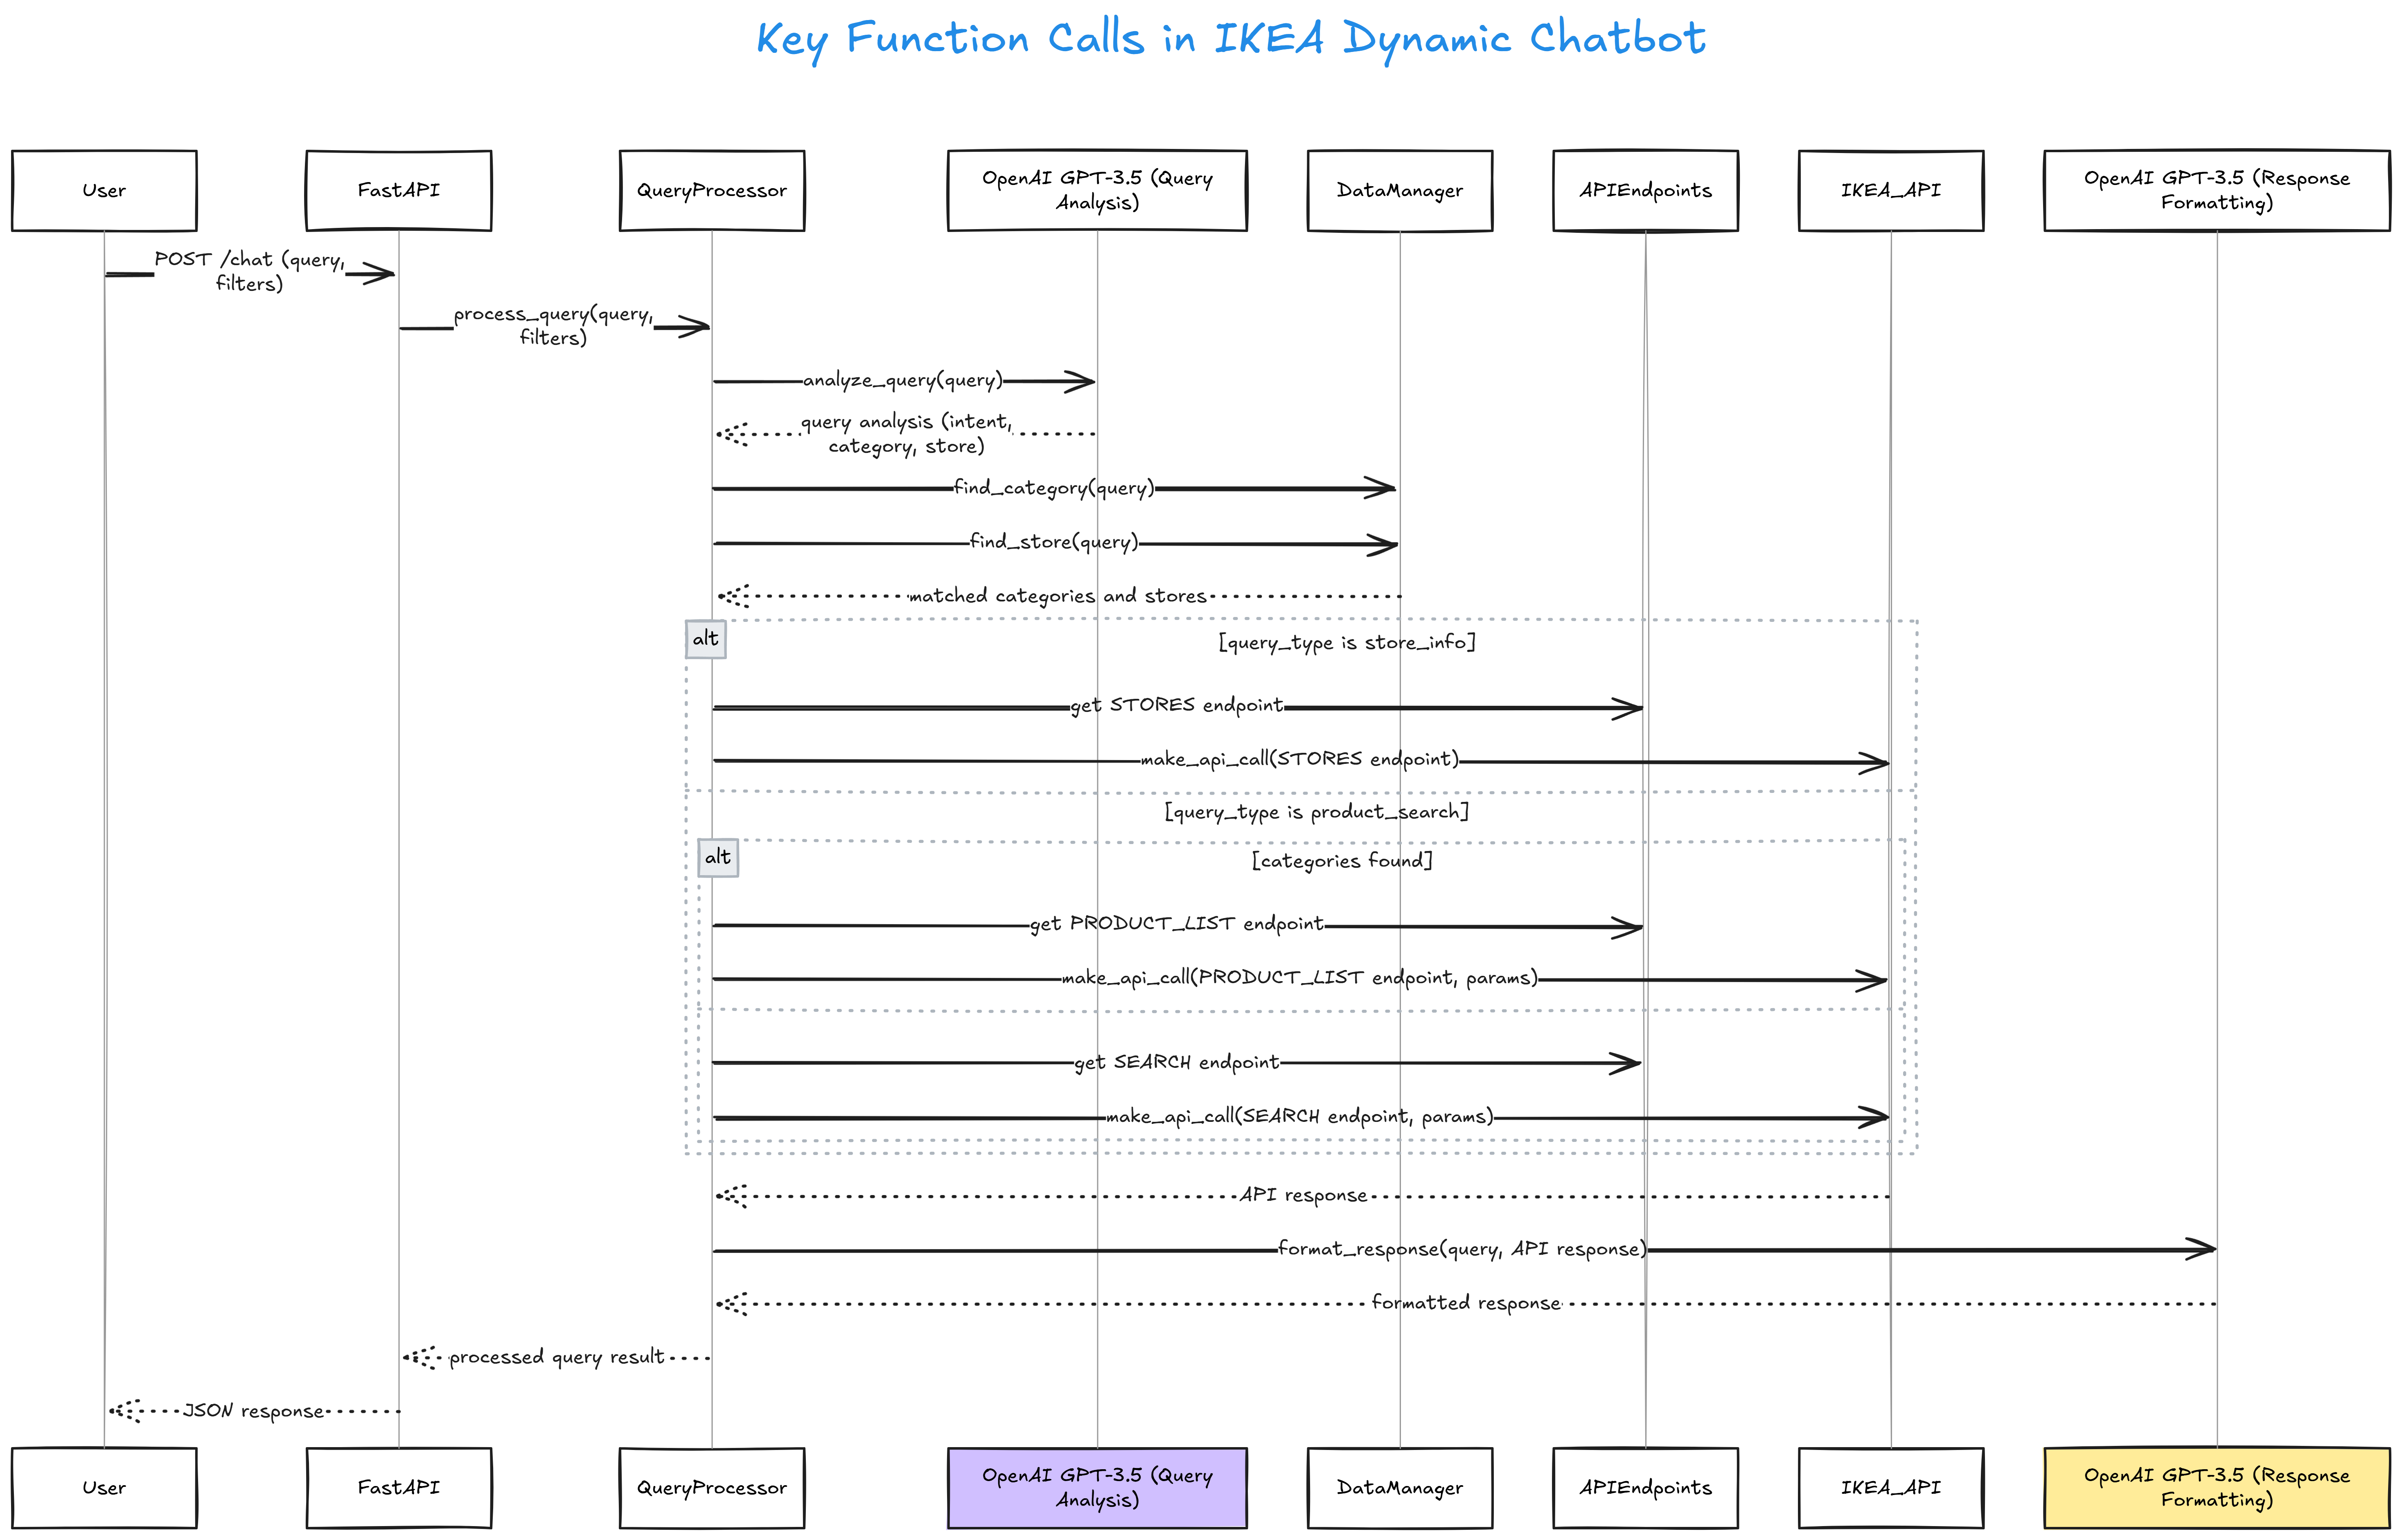 Key Function Calls in IKEA Dynamic Chatbot
User
FastAPI
QueryProcessor
OpenAI GPT-3.5 (Query
Analysis)
DataManager
APIEndpoints
IKEA_API
OpenAI GPT-3.5 (Response
Formatting)
POST /chat (query,
filters)
process_query(query,
filters)
analyze_query(query)
query analysis (intent,
category, store)
find_category(query)
find_store(query)
matched categories and stores
alt
[query_type is store_info]
get STORES endpoint
make_api_call(STORES endpoint)
[query_type is product_search]
alt
[categories found]
get PRODUCT_LIST endpoint
make_api_call(PRODUCT_LIST endpoint, params)
get SEARCH endpoint
make_api_call(SEARCH endpoint, params)
API response
format_response(query, API response)
formatted response
processed query result
JSON response
User
FastAPI
QueryProcessor
OpenAI GPT-3.5 (Query
Analysis)
DataManager
APIEndpoints
IKEA_API
OpenAI GPT-3.5 (Response
Formatting)